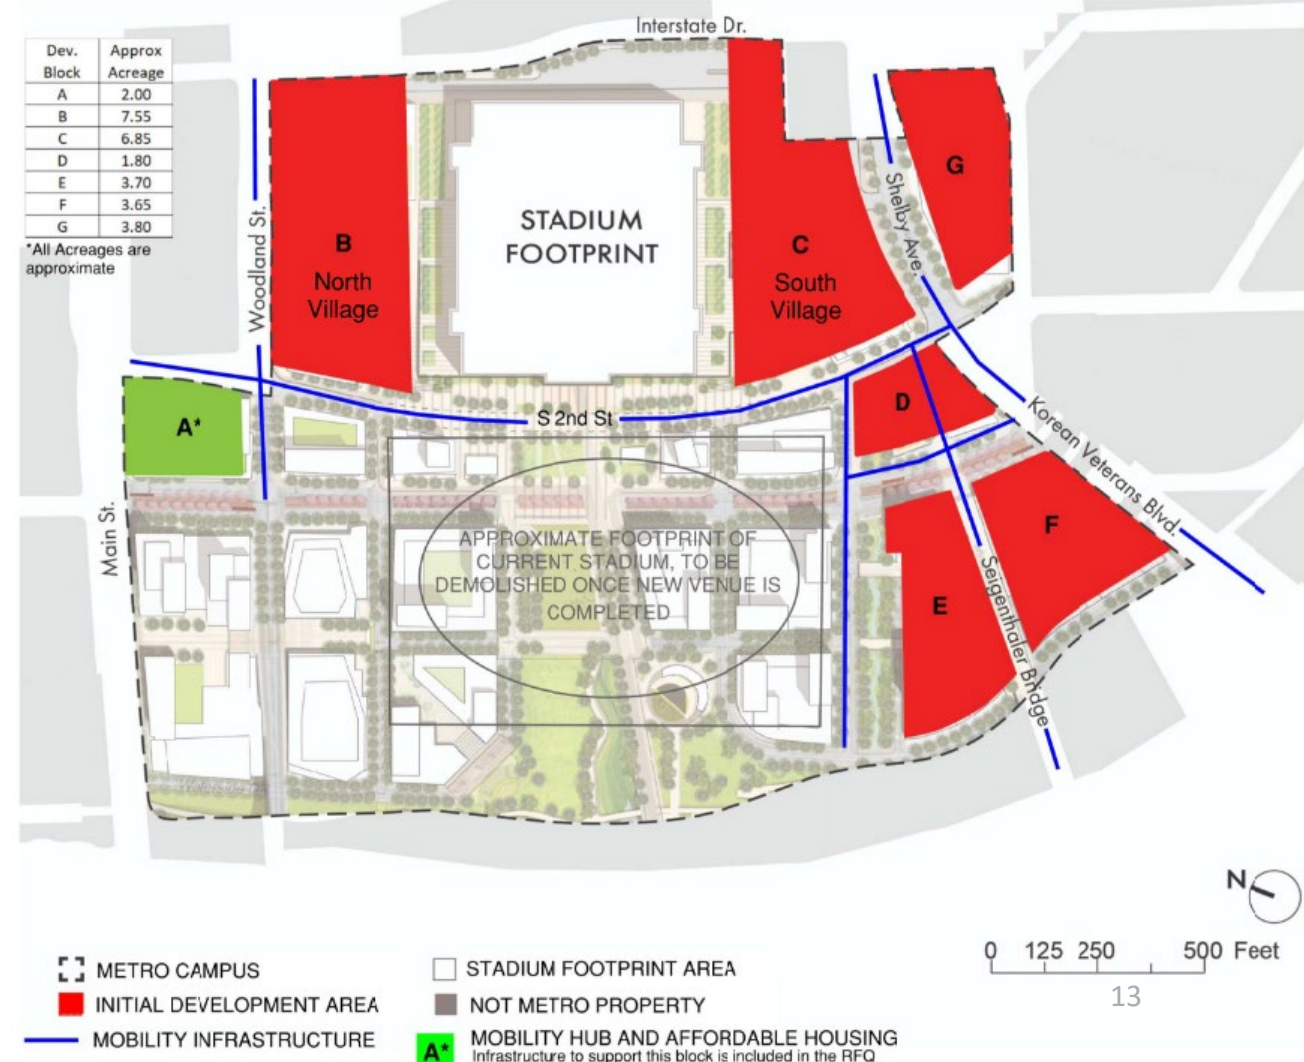 Interstate Dr.
Dev. Block Approx Acreage
A 2.00
B 7.55
C 6.85
D 1.80
E 3.70
F 3.65
G 3.80
*All Acreages are
approximate
Woodland St.
B
North
Village
STADIUM
FOOTPRINT
C
South
Village
Shelby Ave.
G
A*
S 2nd St
D
Korean Veterans Blvd.
Main St.
APPROXIMATE FOOTPRINT OF
CURRENT STADIUM, TO BE
DEMOLISHED ONCE NEW VENUE IS
COMPLETED
E
F
Seigenthaler Bridge
N
0 125 250 500 Feet
13
METRO CAMPUS
INITIAL DEVELOPMENT AREA
MOBILITY INFRASTRUCTURE
STADIUM FOOTPRINT AREA
NOT METRO PROPERTY
A*
MOBILITY HUB AND AFFORDABLE HOUSING
Infrastructure to support this block is included in the RFQ